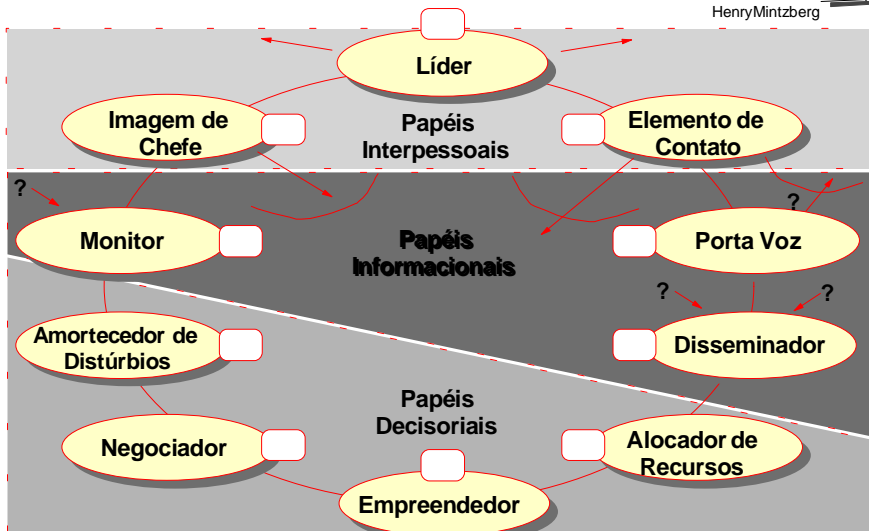 HenryMintzberg
Líder
Imagem de
Chefe
Papéis
Interpessoais
Elemento de
Contato
?
?
Monitor
Papéis
Informacionais
Porta Voz
?
?
Amortecedor de
Distúrbios
Disseminador
Papéis
Decisoriais
Negociador
Alocador de
Recursos
Empreendedor